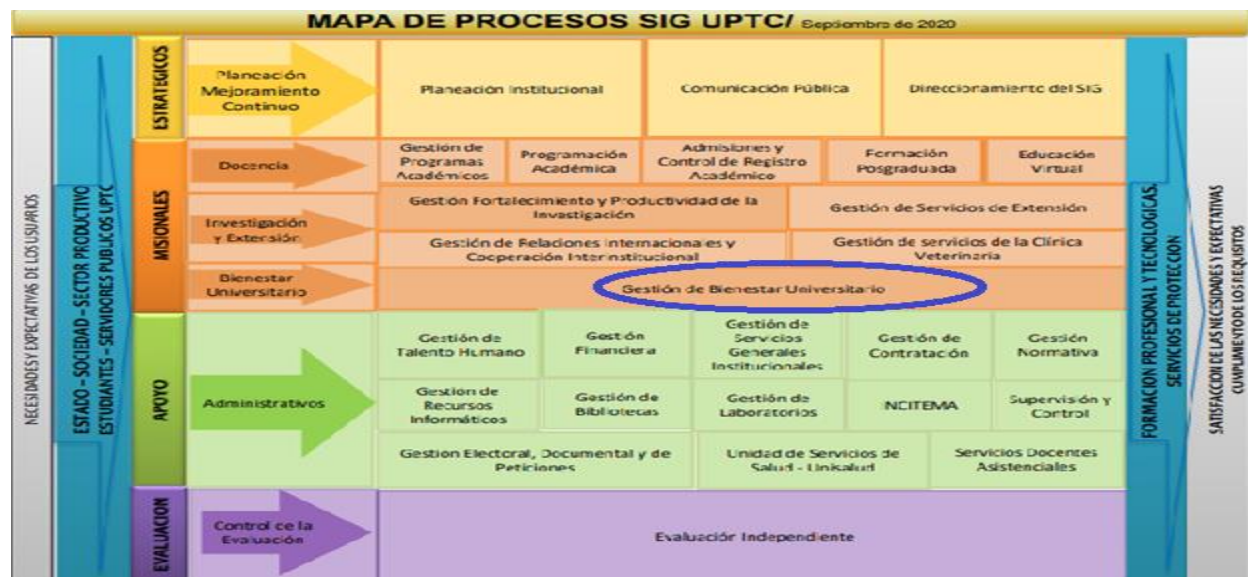 MAPA DE PROCESOS SIG UPTC/ Septiembre de 2020
NECESIDADES Y EXPECTATIVAS DE LOS USUARIOS
ESTADO – SOCIEDAD – SECTOR PRODUCTIVO
ESTUDIANTES – SERVIDORES PUBLICOS UPTC
ESTRATEGICOS
Planeación
Mejoramiento
Continuo
Planeación Institucional
Comunicación Pública
Direccionamiento del SIG
MISIONALES
Docencia
Gestión de
Programas
Académicos
Programación
Académica
Admisiones y
Control de Registro
Académico
Formación
Posgraduada
Educación
Virtual
Investigación
y Extensión
Gestión Fortalecimiento y Productividad de la
Investigación
Gestión de Servicios de Extensión
Gestión de Relaciones Internacionales y
Cooperación Interinstitucional
Gestión de servicios de la Clínica
Veterinaria
Bienestar
Universitario
Gestión de Bienestar Universitario
APOYO
Administrativos
Gestión de
Talento Humano
Gestión
Financiera
Gestión de
Servicios
Generales
Institucionales
Gestión de
Contratación
Gestión
Normativa
Gestión de
Recursos
Informáticos
Gestión de
Bibliotecas
Gestión de
Laboratorios
INCITEMA
Supervisión y
Control
Gestion Electoral, Documental y de
Peticiones
Unidad de Servicios de
Salud - Unisalud
Servicios Docentes
Asistenciales
EVALUACION
Control de la
Evaluación
Evaluación Independiente
FORMACION PROFESIONAL Y TECNOLOGICAS,
SERVICIOS DE PROTECCION
SATISFACCION DE LAS NECESIDADES Y EXPECTATIVAS
CUMPLIMIENTO DE LOS REQUISITOS